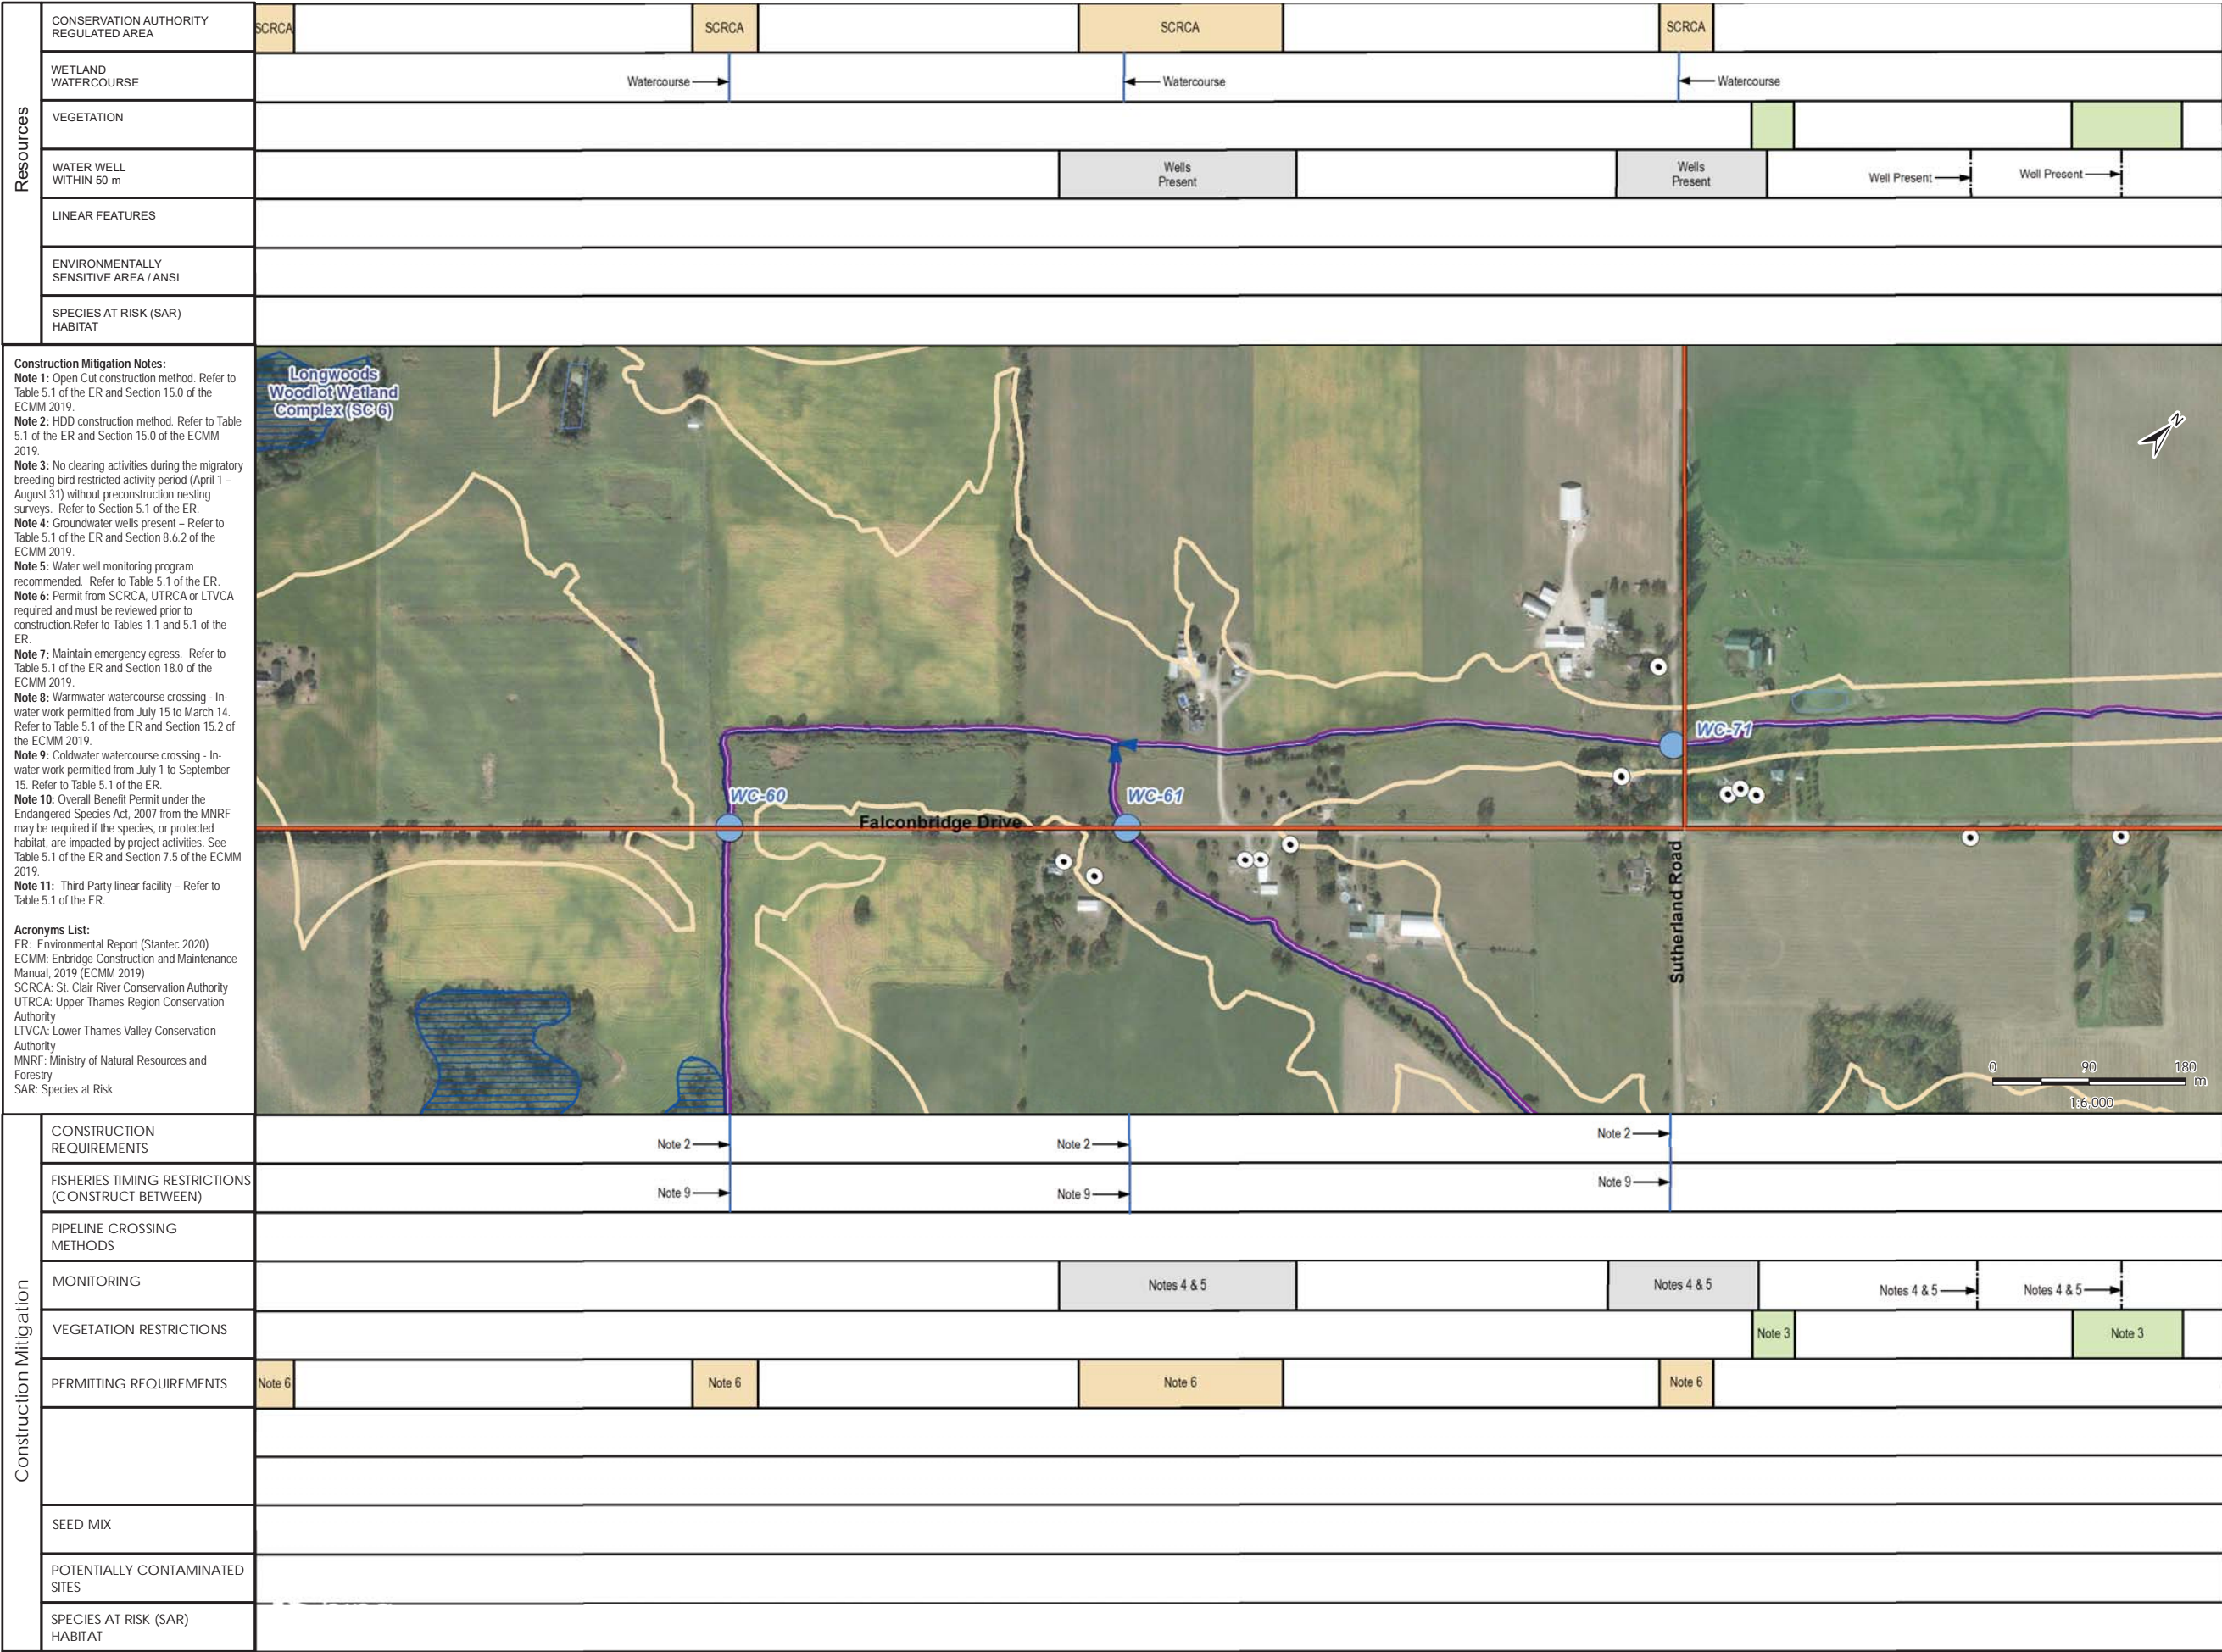 Resources
CONSERVATION AUTHORITY
REGULATED AREA
SCRCA
SCRCA
SCRCA
SCRCA
WETLAND
WATERCOURSE
Watercourse
Watercourse
Watercourse
VEGETATION
WATER WELL
WITHIN 50 m
Wells
Present
Wells
Present
Well Present
Well Present
LINEAR FEATURES
ENVIRONMENTALLY
SENSITIVE AREA / ANSI
SPECIES AT RISK (SAR)
HABITAT
Construction Mitigation Notes:
Note 1: Open Cut construction method. Refer to
Table 5.1 of the ER and Section 15.0 of the
ECMM 2019.
Note 2: HDD construction method. Refer to Table
5.1 of the ER and Section 15.0 of the ECMM
2019.
Note 3: No clearing activities during the migratory
breeding bird restricted activity period (April 1 –
August 31) without preconstruction nesting
surveys. Refer to Section 5.1 of the ER.
Note 4: Groundwater wells present – Refer to
Table 5.1 of the ER and Section 8.6.2 of the
ECMM 2019.
Note 5: Water well monitoring program
recommended. Refer to Table 5.1 of the ER.
Note 6: Permit from SCRCA, UTRCA or LTVCA
required and must be reviewed prior to
construction.Refer to Tables 1.1 and 5.1 of the
ER.
Note 7: Maintain emergency egress. Refer to
Table 5.1 of the ER and Section 18.0 of the
ECMM 2019.
Note 8: Warmwater watercourse crossing - In-
water work permitted from July 15 to March 14.
Refer to Table 5.1 of the ER and Section 15.2 of
the ECMM 2019.
Note 9: Coldwater watercourse crossing - In-
water work permitted from July 1 to September
15. Refer to Table 5.1 of the ER.
Note 10: Overall Benefit Permit under the
Endangered Species Act, 2007 from the MNRF
may be required if the species, or protected
habitat, are impacted by project activities. See
Table 5.1 of the ER and Section 7.5 of the ECMM
2019.
Note 11: Third Party linear facility – Refer to
Table 5.1 of the ER.
Acronyms List:
ER: Environmental Report (Stantec 2020)
ECMM: Enbridge Construction and Maintenance
Manual, 2019 (ECMM 2019)
SCRCA: St. Clair River Conservation Authority
UTRCA: Upper Thames Region Conservation
Authority
LTVCA: Lower Thames Valley Conservation
Authority
MNRF: Ministry of Natural Resources and
Forestry
SAR: Species at Risk
Longwoods
Woodlot Wetland
Complex (SC 6)
N
WC-71
WC-60
WC-61
Falconbridge Drive
Sutherland Road
0 90 180
m
1:6,000
Construction Mitigation
CONSTRUCTION
REQUIREMENTS
Note 2
Note 2
Note 2
FISHERIES TIMING RESTRICTIONS
(CONSTRUCT BETWEEN)
Note 9
Note 9
Note 9
PIPELINE CROSSING
METHODS
MONITORING
Notes 4 & 5
Notes 4 & 5
Notes 4 & 5
Notes 4 & 5
VEGETATION RESTRICTIONS
Note 3
Note 3
PERMITTING REQUIREMENTS
Note 6
Note 6
Note 6
Note 6
SEED MIX
POTENTIALLY CONTAMINATED
SITES
SPECIES AT RISK (SAR)
HABITAT